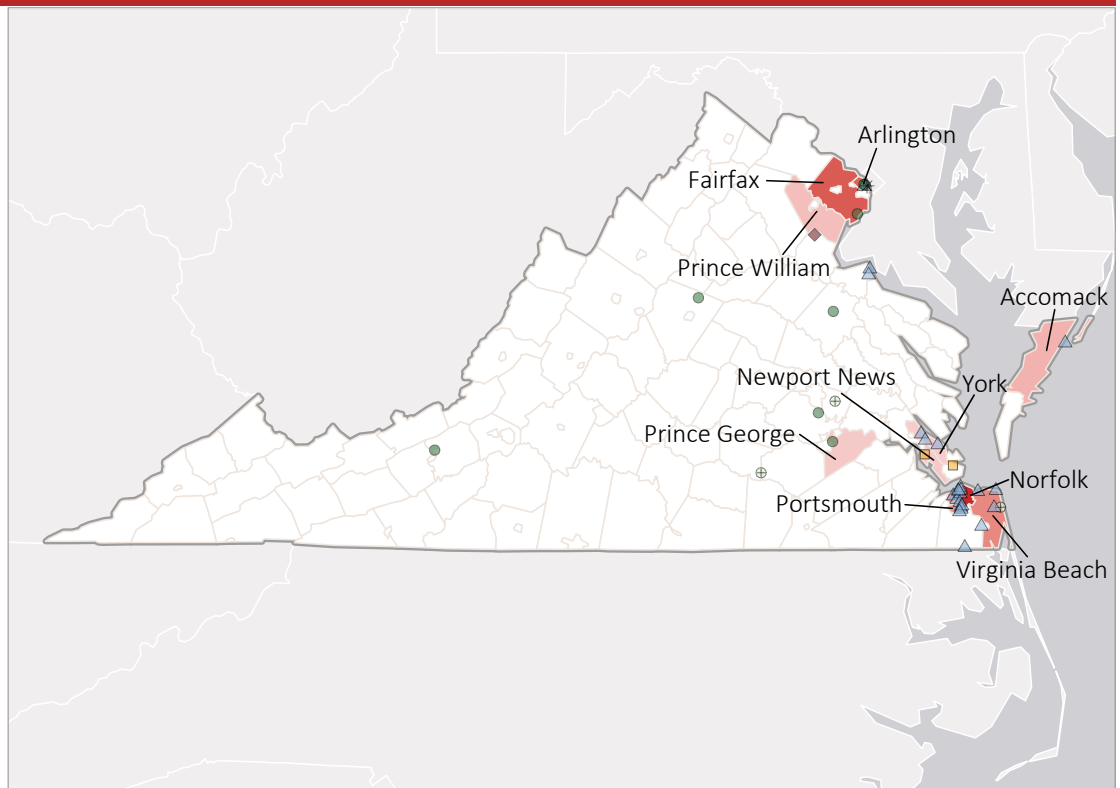 Arlington
Fairfax
Prince William
Accomack
Newport News
York
Prince George
Norfolk
Portsmouth
Virginia Beach